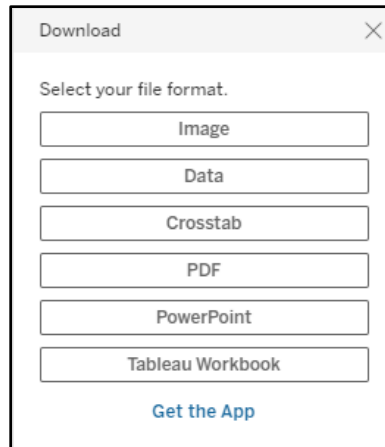 Download
Select your file format.
Image
Data
Crosstab
PDF
PowerPoint
Tableau Workbook
Get the App